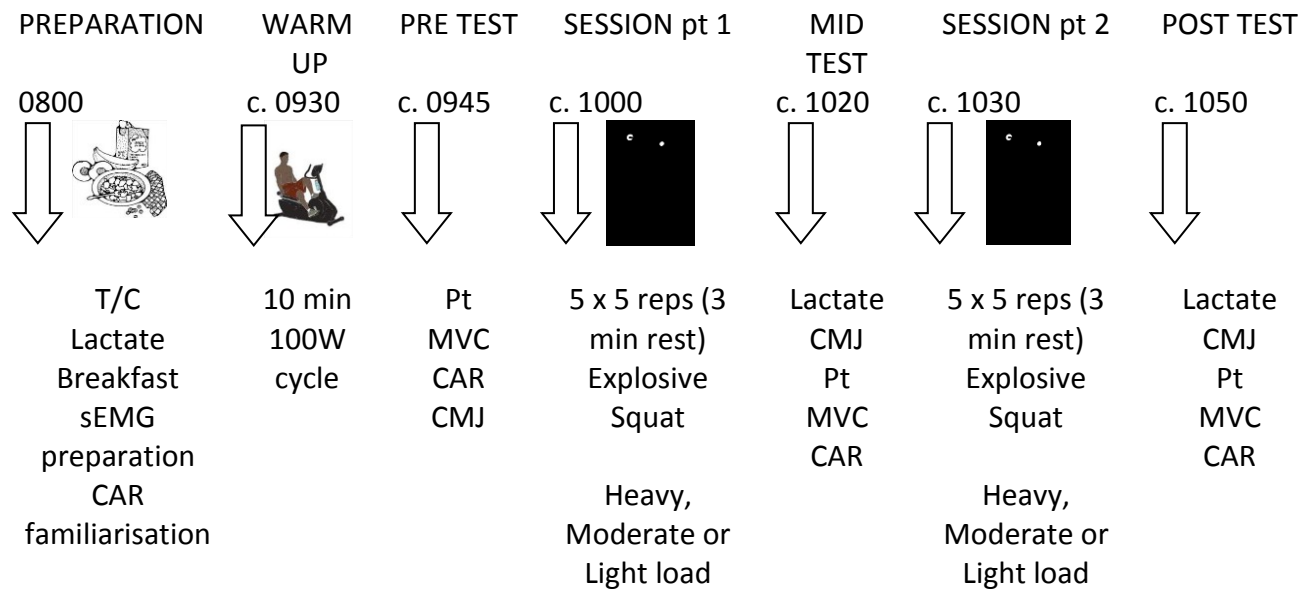 PREPARATION WARM UP PRE TEST SESSION pt 1 MID TEST SESSION pt 2 POST TEST
0800 c. 0930 c. 0945 c. 1000 c. 1020 c. 1030 c. 1050
T/C 10 min Pt 5 x 5 reps (3 Lactate 5 x 5 reps (3 Lactate
Lactate 100W MVC min rest) CMJ min rest) CMJ
Breakfast cycle CAR Explosive Pt Explosive Pt
sEMG CMJ Squat MVC Squat MVC
preparation CAR CAR
CAR Heavy, Heavy,
familiarisation Moderate or Moderate or
Light load Light load